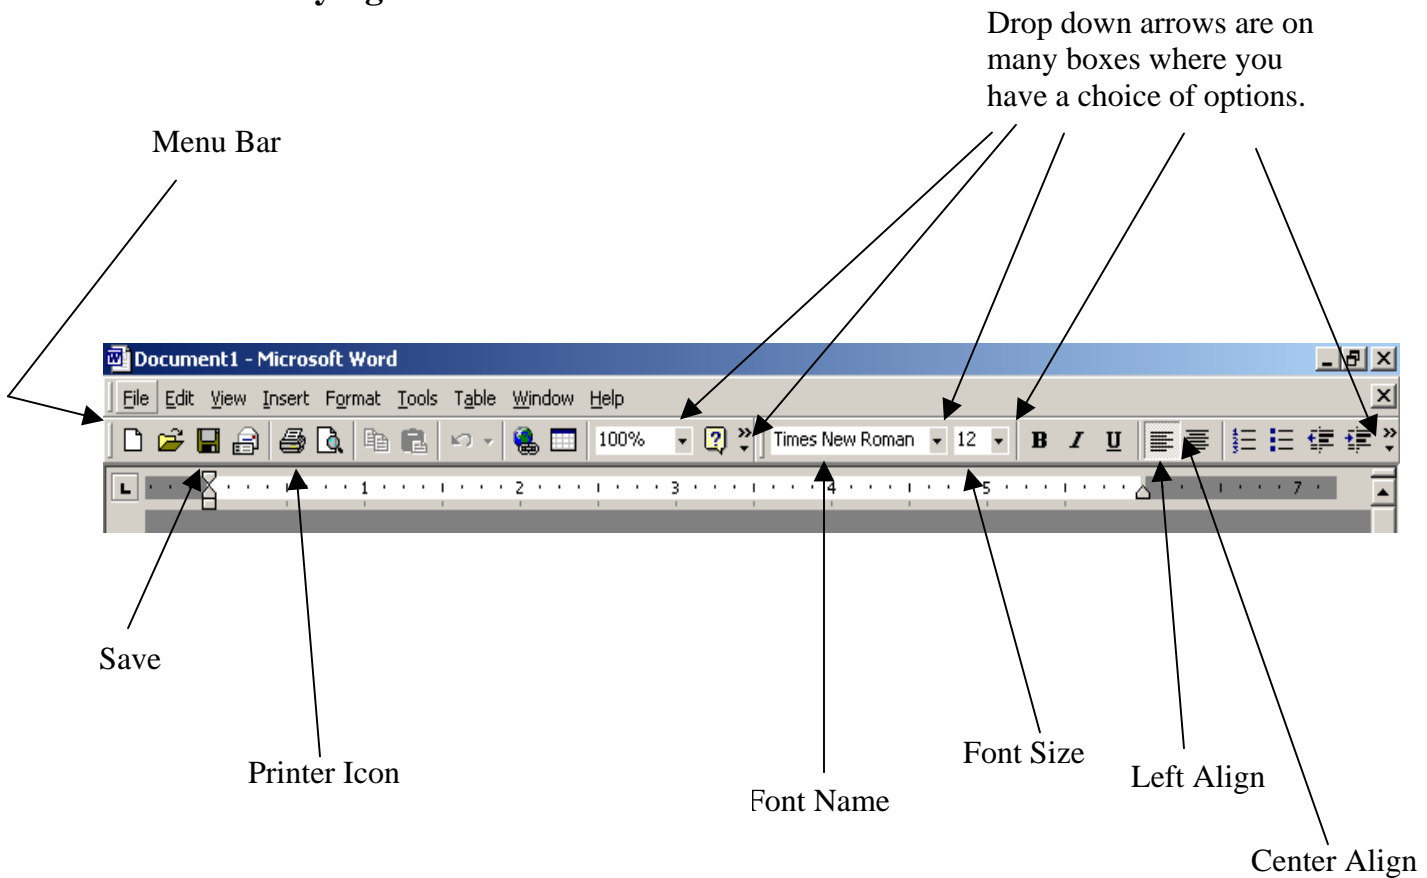 Drop down arrows are on
many boxes where you
have a choice of options.
Menu Bar
Document1 - Microsoft Word
File Edit View Insert Format Tools Table Window Help
100% Times New Roman 12 B I U
1 2 3 4 5 7
Save
Printer Icon
Font Size
Left Align
Font Name
Center Align